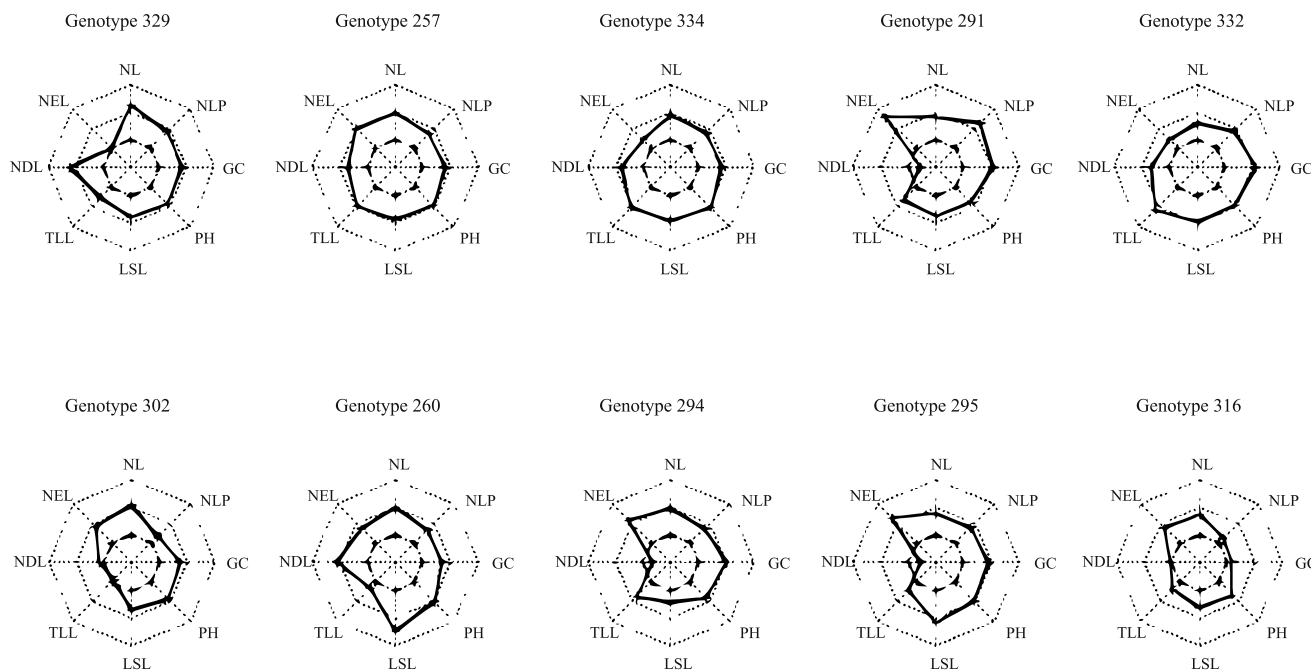 Genotype 329 Genotype 257 Genotype 334 Genotype 291 Genotype 332
NL NL NL NL NL
NEL NLP NEL NLP NEL NLP NEL NLP NEL NLP
NDL GC NDL GC NDL GC NDL GC NDL GC
TLL PH TLL PH TLL PH TLL PH TLL PH
LSL LSL LSL LSL LSL
Genotype 302 Genotype 260 Genotype 294 Genotype 295 Genotype 316
NL NL NL NL NL
NEL NLP NEL NLP NEL NLP NEL NLP NEL NLP
NDL GC NDL GC NDL GC NDL GC NDL GC
TLL PH TLL PH TLL PH TLL PH TLL PH
LSL LSL LSL LSL LSL